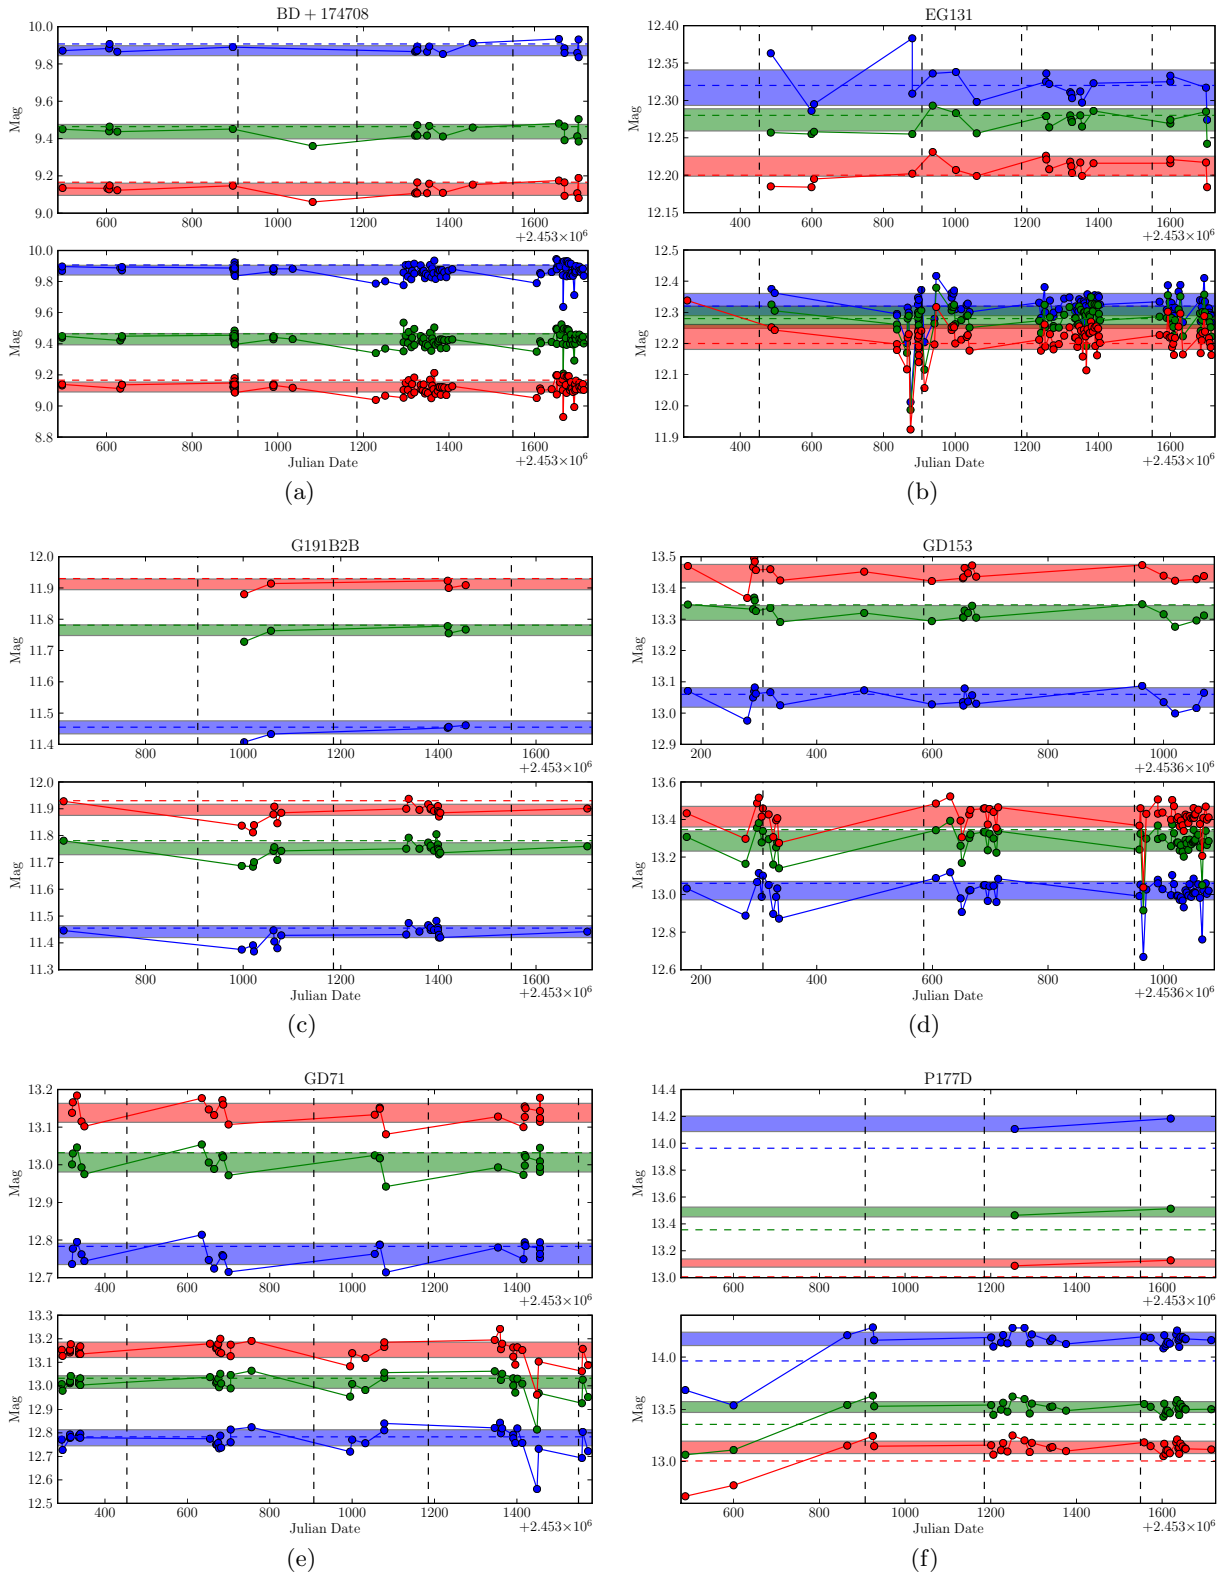 BD + 174708
EG131
10.0
9.8
9.6
9.4
9.2
9.0
Mag
400 600 800 1000 1200 1400 1600
+2.453×10⁶
12.40
12.35
12.30
12.25
12.20
12.15
Mag
400 600 800 1000 1200 1400 1600
+2.453×10⁶
10.0
9.8
9.6
9.4
9.2
9.0
8.8
Mag
400 600 800 1000 1200 1400 1600
Julian Date
+2.453×10⁶
12.5
12.4
12.3
12.2
12.1
12.0
11.9
Mag
400 600 800 1000 1200 1400 1600
Julian Date
+2.453×10⁶
(a)
(b)
G191B2B
GD153
12.0
11.9
11.8
11.7
11.6
11.5
11.4
Mag
800 1000 1200 1400 1600
+2.453×10⁶
13.5
13.4
13.3
13.2
13.1
13.0
12.9
Mag
200 400 600 800 1000
+2.4536×10⁶
12.0
11.9
11.8
11.7
11.6
11.5
11.4
11.3
Mag
800 1000 1200 1400 1600
Julian Date
+2.453×10⁶
13.6
13.4
13.2
13.0
12.8
12.6
Mag
200 400 600 800 1000
Julian Date
+2.4536×10⁶
(c)
(d)
GD71
P177D
13.2
13.1
13.0
12.9
12.8
12.7
Mag
400 600 800 1000 1200 1400
+2.453×10⁶
14.4
14.2
14.0
13.8
13.6
13.4
13.2
13.0
Mag
600 800 1000 1200 1400 1600
+2.453×10⁶
13.3
13.2
13.1
13.0
12.9
12.8
12.7
12.6
12.5
Mag
400 600 800 1000 1200 1400
Julian Date
+2.453×10⁶
14.0
13.5
13.0
Mag
600 800 1000 1200 1400 1600
Julian Date
+2.453×10⁶
(e)
(f)